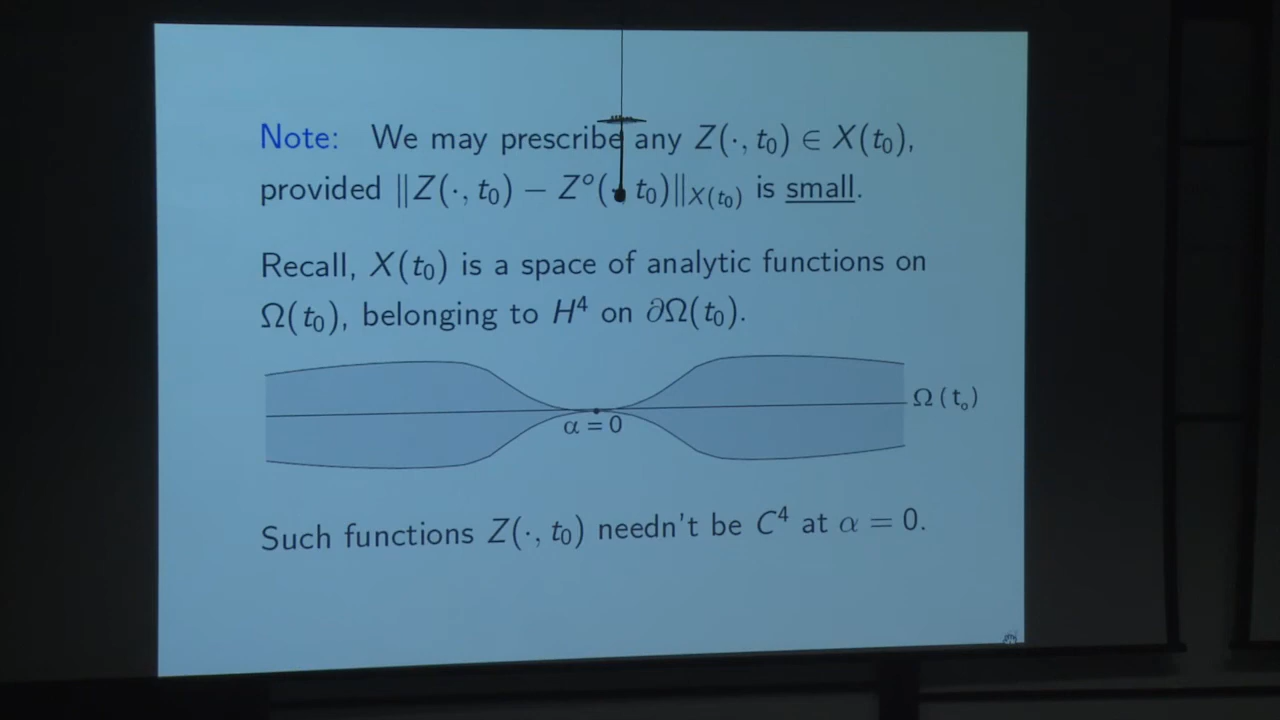 Note: We may prescribe any Z(·, t₀) ∈ X(t₀),
provided ‖Z(·, t₀) − Z⁰(·, t₀)‖X(t₀) is small.
Recall, X(t₀) is a space of analytic functions on
Ω(t₀), belonging to H⁴ on ∂Ω(t₀).
Ω(t₀)
α = 0
Such functions Z(·, t₀) needn't be C⁴ at α = 0.